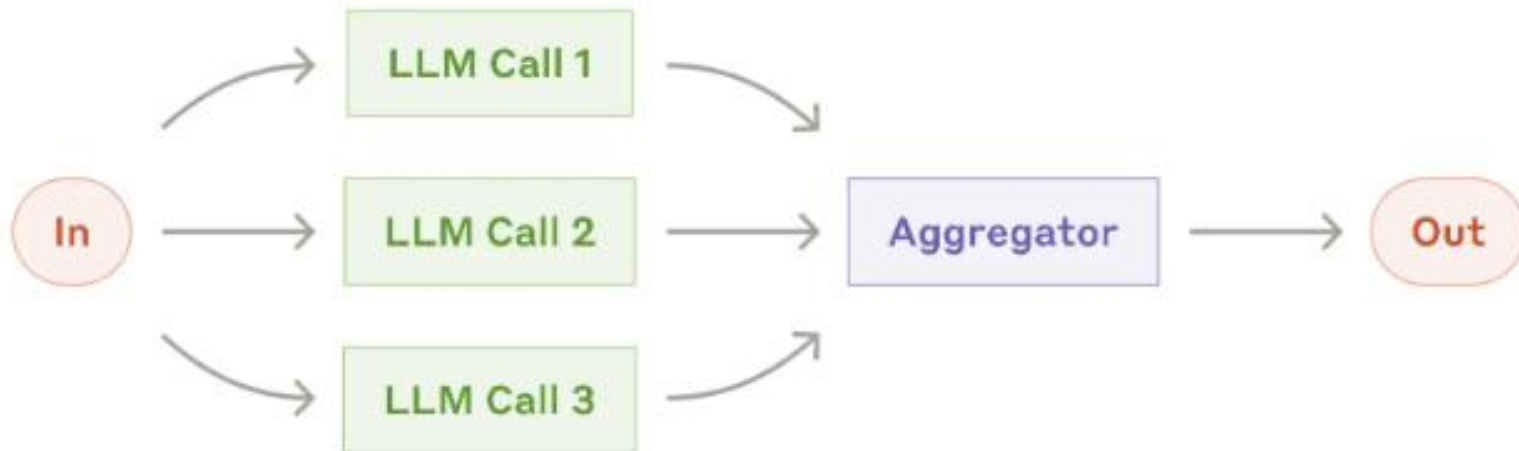 In
LLM Call 1
LLM Call 2
LLM Call 3
Aggregator
Out